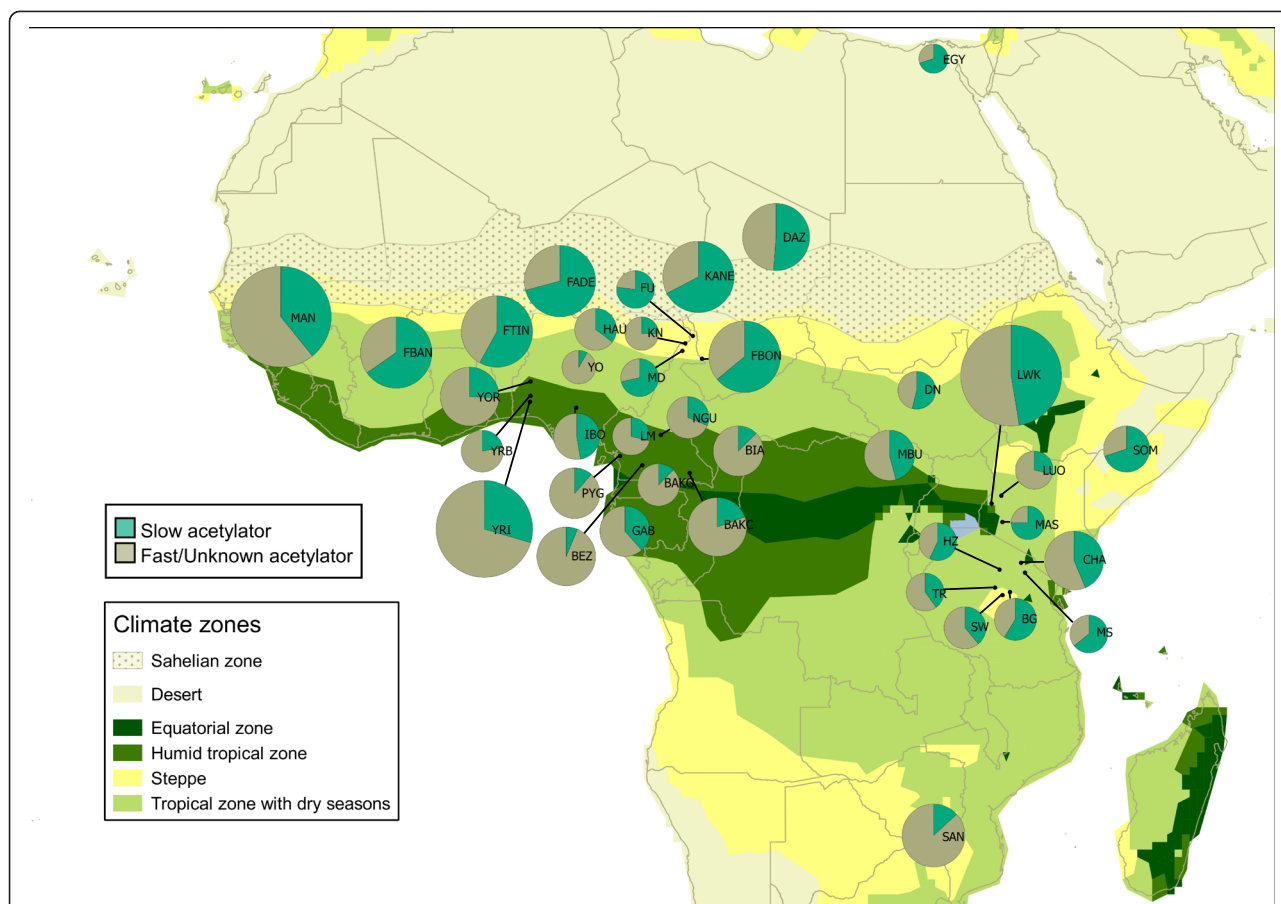 EGY
DAZ
KANE
FADE
FU
MAN
HAU
KN
FTIN
FBAN
FBON
YO
MD
LWK
DN
YOR
NGU
LM
IBO
YRB
BIA
MBU
SOM
LUO
BAKG
PYG
YRI
GAB
BAKC
BEZ
MAS
HZ
CHA
TR
SW
BG
MS
SAN
Slow acetylator
Fast/Unknown acetylator
Climate zones
Sahelian zone
Desert
Equatorial zone
Humid tropical zone
Steppe
Tropical zone with dry seasons